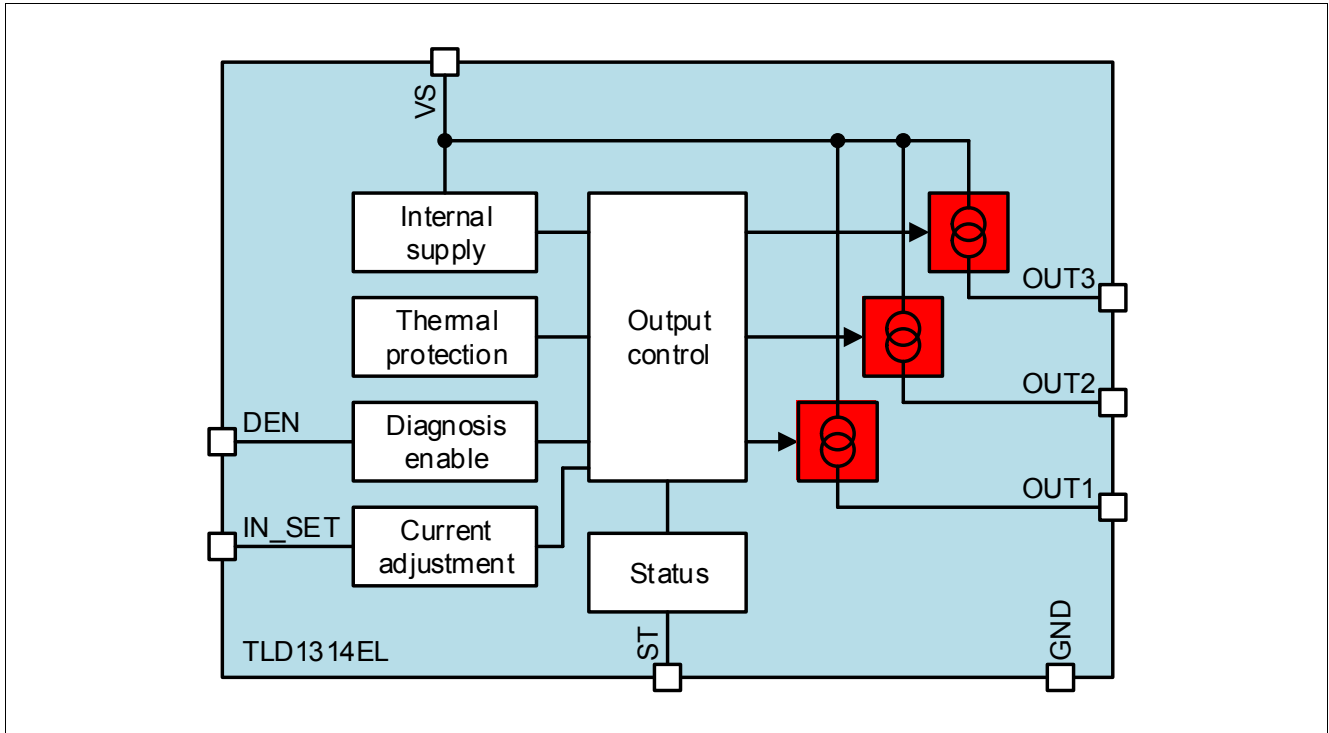 VS
Internal
supply
Thermal
protection
Output
control
OUT3
OUT2
DEN
Diagnosis
enable
OUT1
IN_SET
Current
adjustment
Status
TLD1314EL
ST
GND